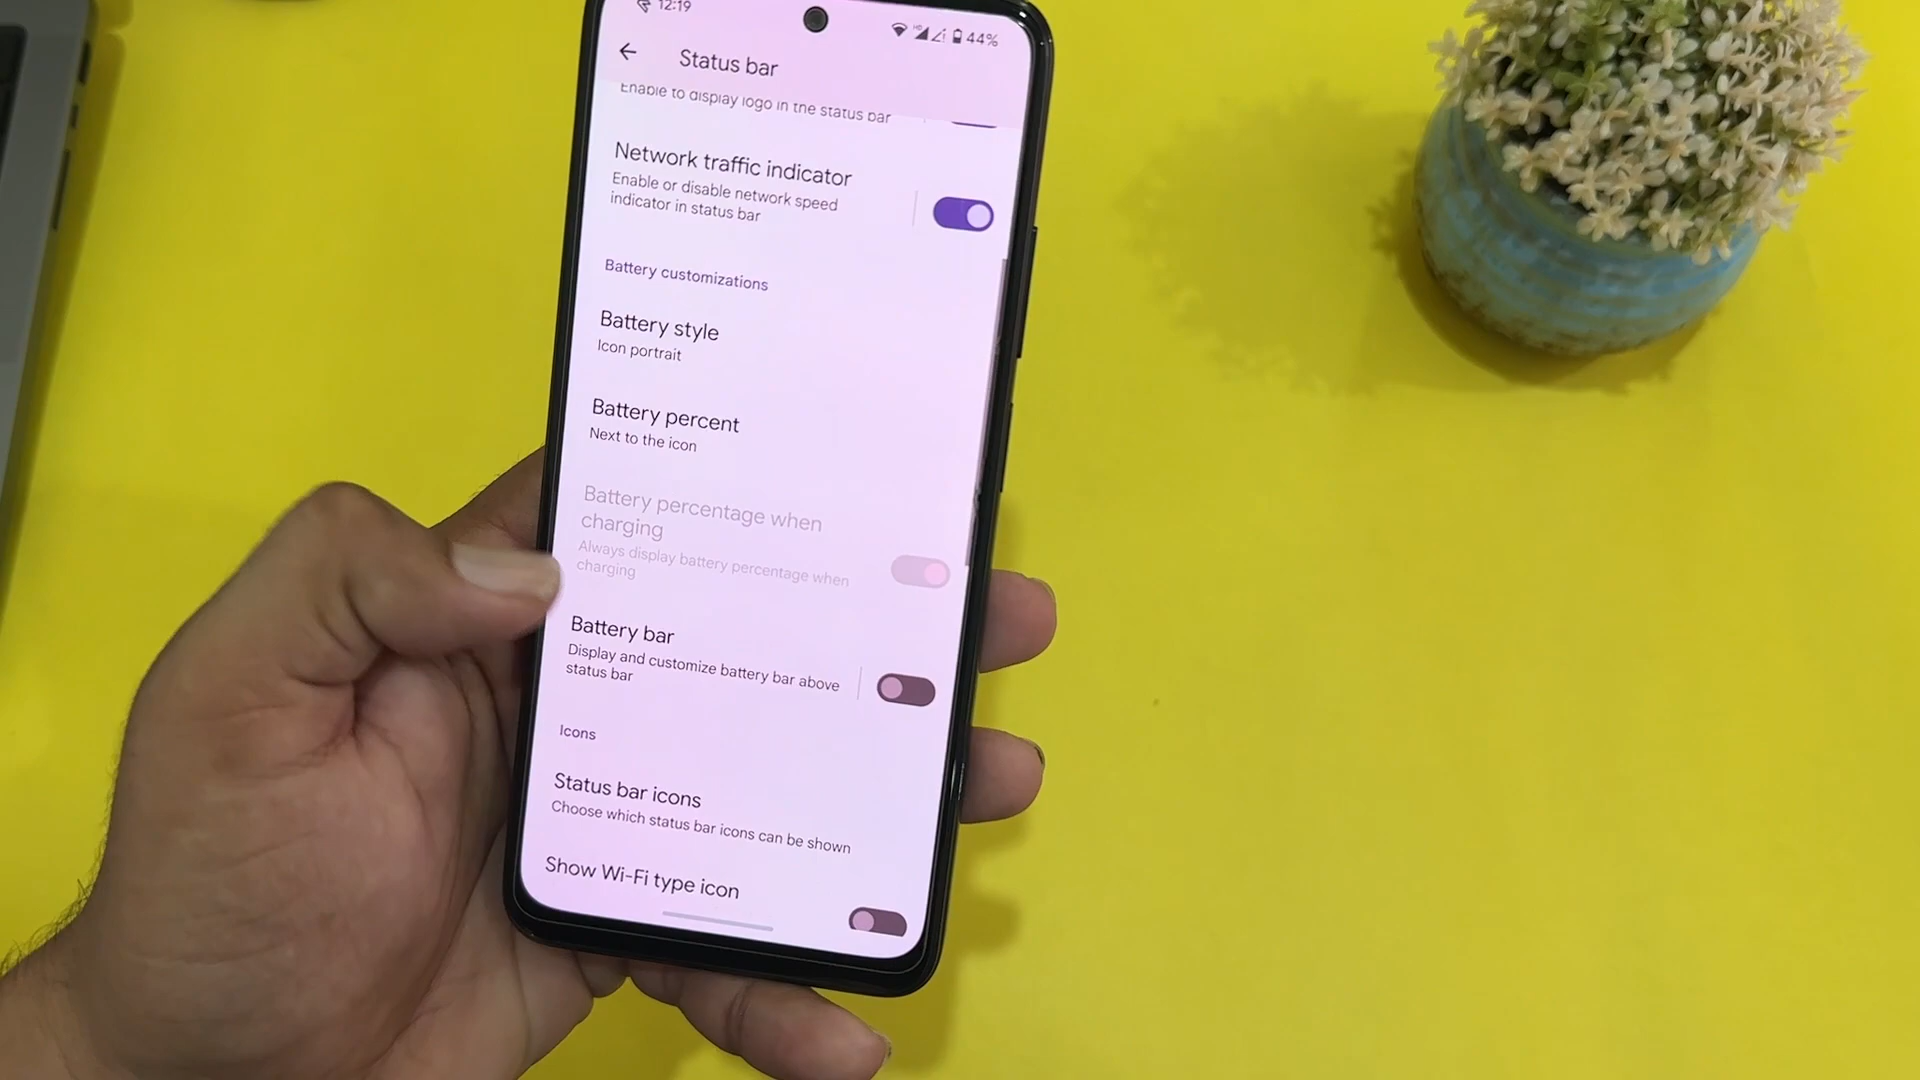 12:19
HD 44%
Status bar
Enable to display logo in the status bar
Network traffic indicator
Enable or disable network speed
indicator in status bar
Battery customizations
Battery style
Icon portrait
Battery percent
Next to the icon
Battery percentage when
charging
Always display battery percentage when
charging
Battery bar
Display and customize battery bar above
status bar
Icons
Status bar icons
Choose which status bar icons can be shown
Show Wi-Fi type icon